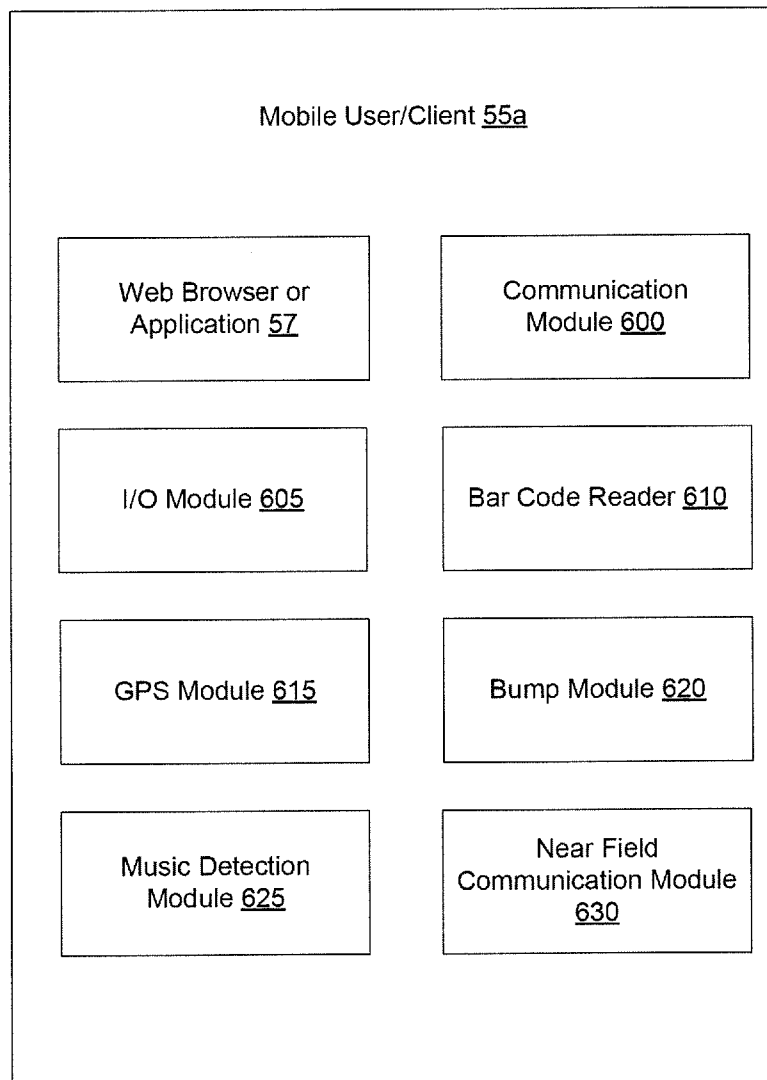 Mobile User/Client 55a
Web Browser or
Application 57
Communication
Module 600
I/O Module 605
Bar Code Reader 610
GPS Module 615
Bump Module 620
Music Detection
Module 625
Near Field
Communication Module
630